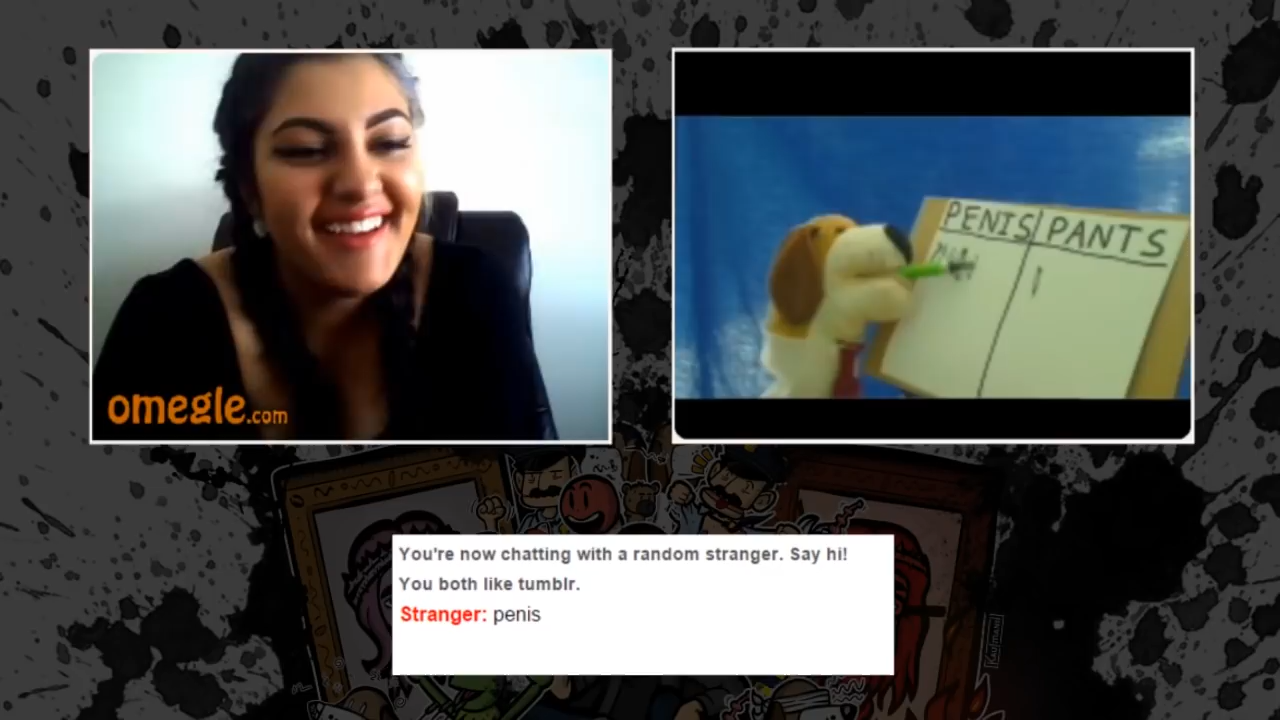 omegle.com
PENIS PANTS
You're now chatting with a random stranger. Say hi!
You both like tumblr.
Stranger: penis